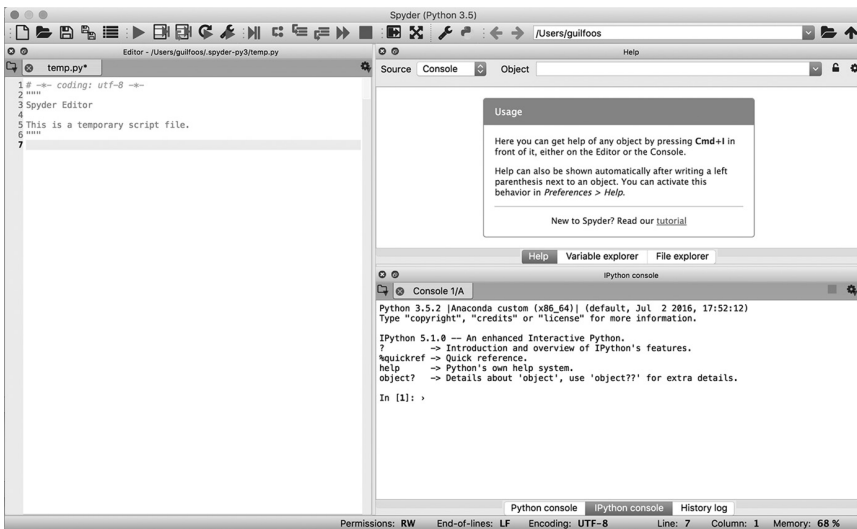 Spyder (Python 3.5)
/Users/guilfoos
Editor - /Users/guilfoos/.spyder-py3/temp.py
temp.py*
1 # -*- coding: utf-8 -*-
2 """
3 Spyder Editor
4
5 This is a temporary script file.
6 """
7
Help
Source Console Object
Usage
Here you can get help of any object by pressing Cmd+I in
front of it, either on the Editor or the Console.
Help can also be shown automatically after writing a left
parenthesis next to an object. You can activate this
behavior in Preferences > Help.
New to Spyder? Read our tutorial
Help Variable explorer File explorer
IPython console
Console 1/A
Python 3.5.2 |Anaconda custom (x86_64)| (default, Jul  2 2016, 17:52:12)
Type "copyright", "credits" or "license" for more information.
IPython 5.1.0 -- An enhanced Interactive Python.
?         -> Introduction and overview of IPython's features.
%quickref -> Quick reference.
help      -> Python's own help system.
object?   -> Details about 'object', use 'object??' for extra details.
In [1]: ›
Python console IPython console History log
Permissions: RW End-of-lines: LF Encoding: UTF-8 Line: 7 Column: 1 Memory: 68 %